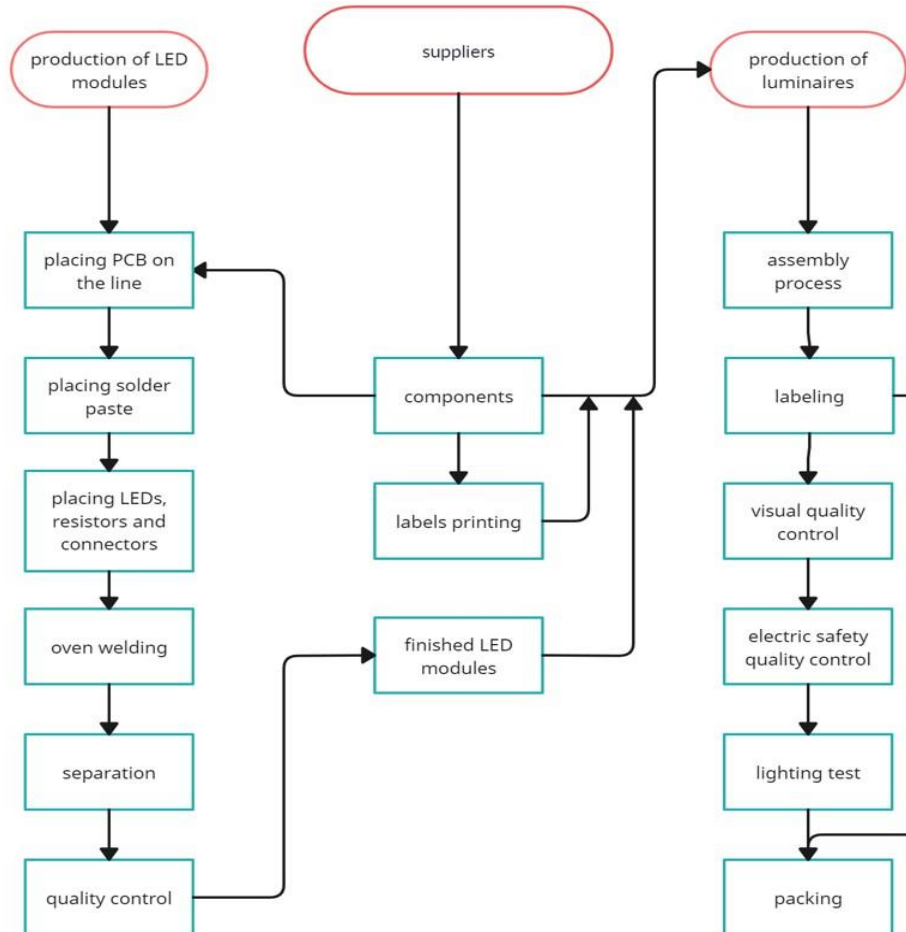 production of LED
modules
suppliers
production of
luminaires
placing PCB on
the line
assembly
process
placing solder
paste
components
labeling
placing LEDs,
resistors and
connectors
labels printing
visual quality
control
oven welding
finished LED
modules
electric safety
quality control
separation
lighting test
quality control
packing